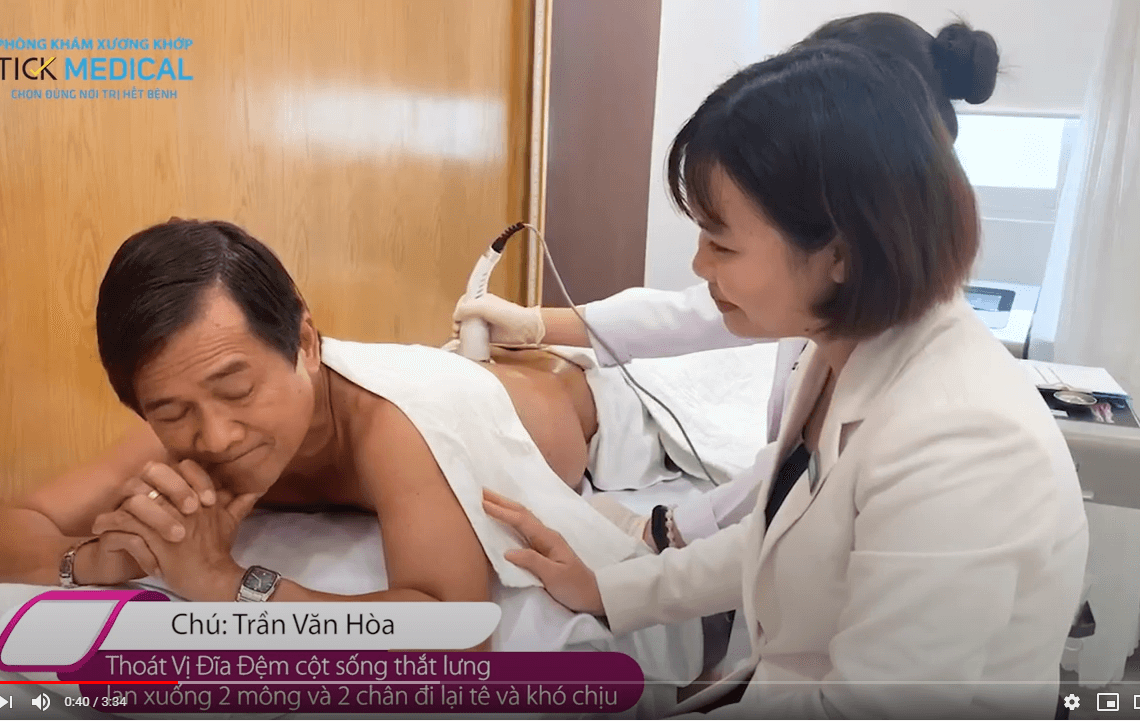 PHÒNG KHÁM XƯƠNG KHỚP
TICK MEDICAL
CHỌN ĐÚNG NƠI TRỊ HẾT BỆNH
Chú: Trần Văn Hòa
Thoát Vị Đĩa Đệm cột sống thắt lưng
lan xuống 2 mông và 2 chân đi lại tê và khó chịu
0:40 / 3:34